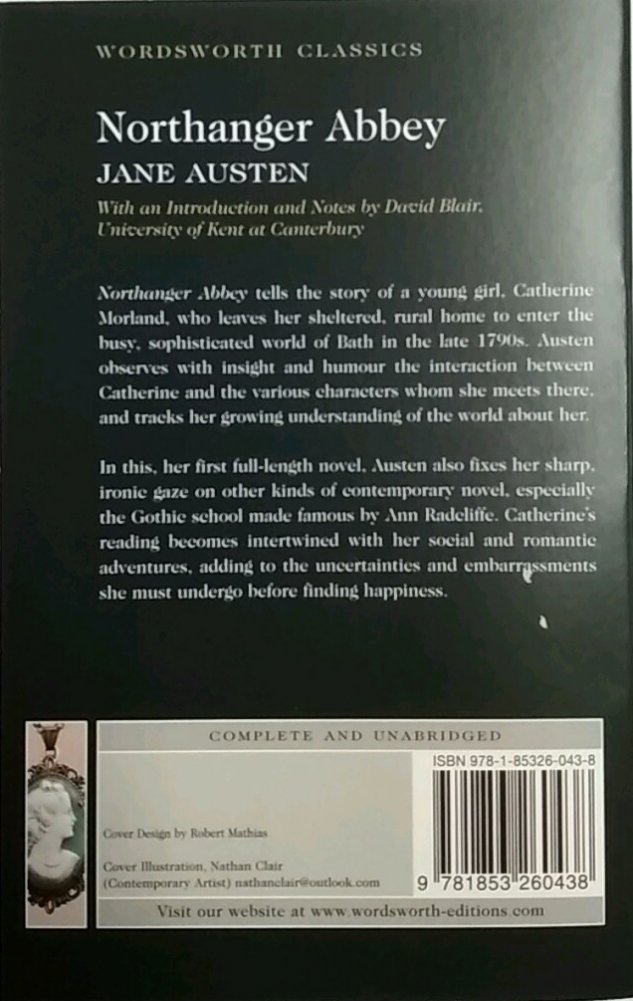 WORDSWORTH CLASSICS
Northanger Abbey
JANE AUSTEN
With an Introduction and Notes by David Blair,
University of Kent at Canterbury
Northanger Abbey tells the story of a young girl, Catherine
Morland, who leaves her sheltered, rural home to enter the
busy, sophisticated world of Bath in the late 1790s. Austen
observes with insight and humour the interaction between
Catherine and the various characters whom she meets there,
and tracks her growing understanding of the world about her.
In this, her first full-length novel, Austen also fixes her sharp,
ironic gaze on other kinds of contemporary novel, especially
the Gothic school made famous by Ann Radcliffe. Catherine's
reading becomes intertwined with her social and romantic
adventures, adding to the uncertainties and embarrassments
she must undergo before finding happiness.
COMPLETE AND UNABRIDGED
ISBN 978-1-85326-043-8
Cover Design by Robert Mathias
Cover Illustration, Nathan Clair
(Contemporary Artist) nathanclair@outlook.com
9 781853 260438
Visit our website at www.wordsworth-editions.com